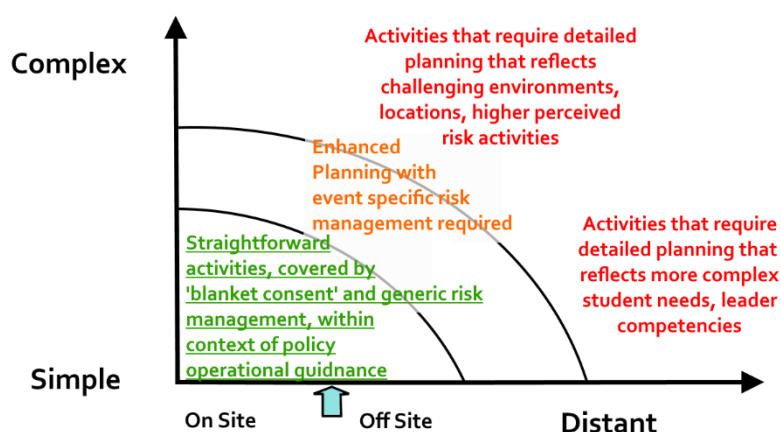 Complex
Activities that require detailed
planning that reflects
challenging environments,
locations, higher perceived
risk activities
Enhanced
Planning with
event specific risk
management required
Activities that require
detailed planning that
reflects more complex
student needs, leader
competencies
Straightforward
activities, covered by
'blanket consent' and generic risk
management, within
context of policy
operational guidnance
Simple
On Site
Off Site
Distant